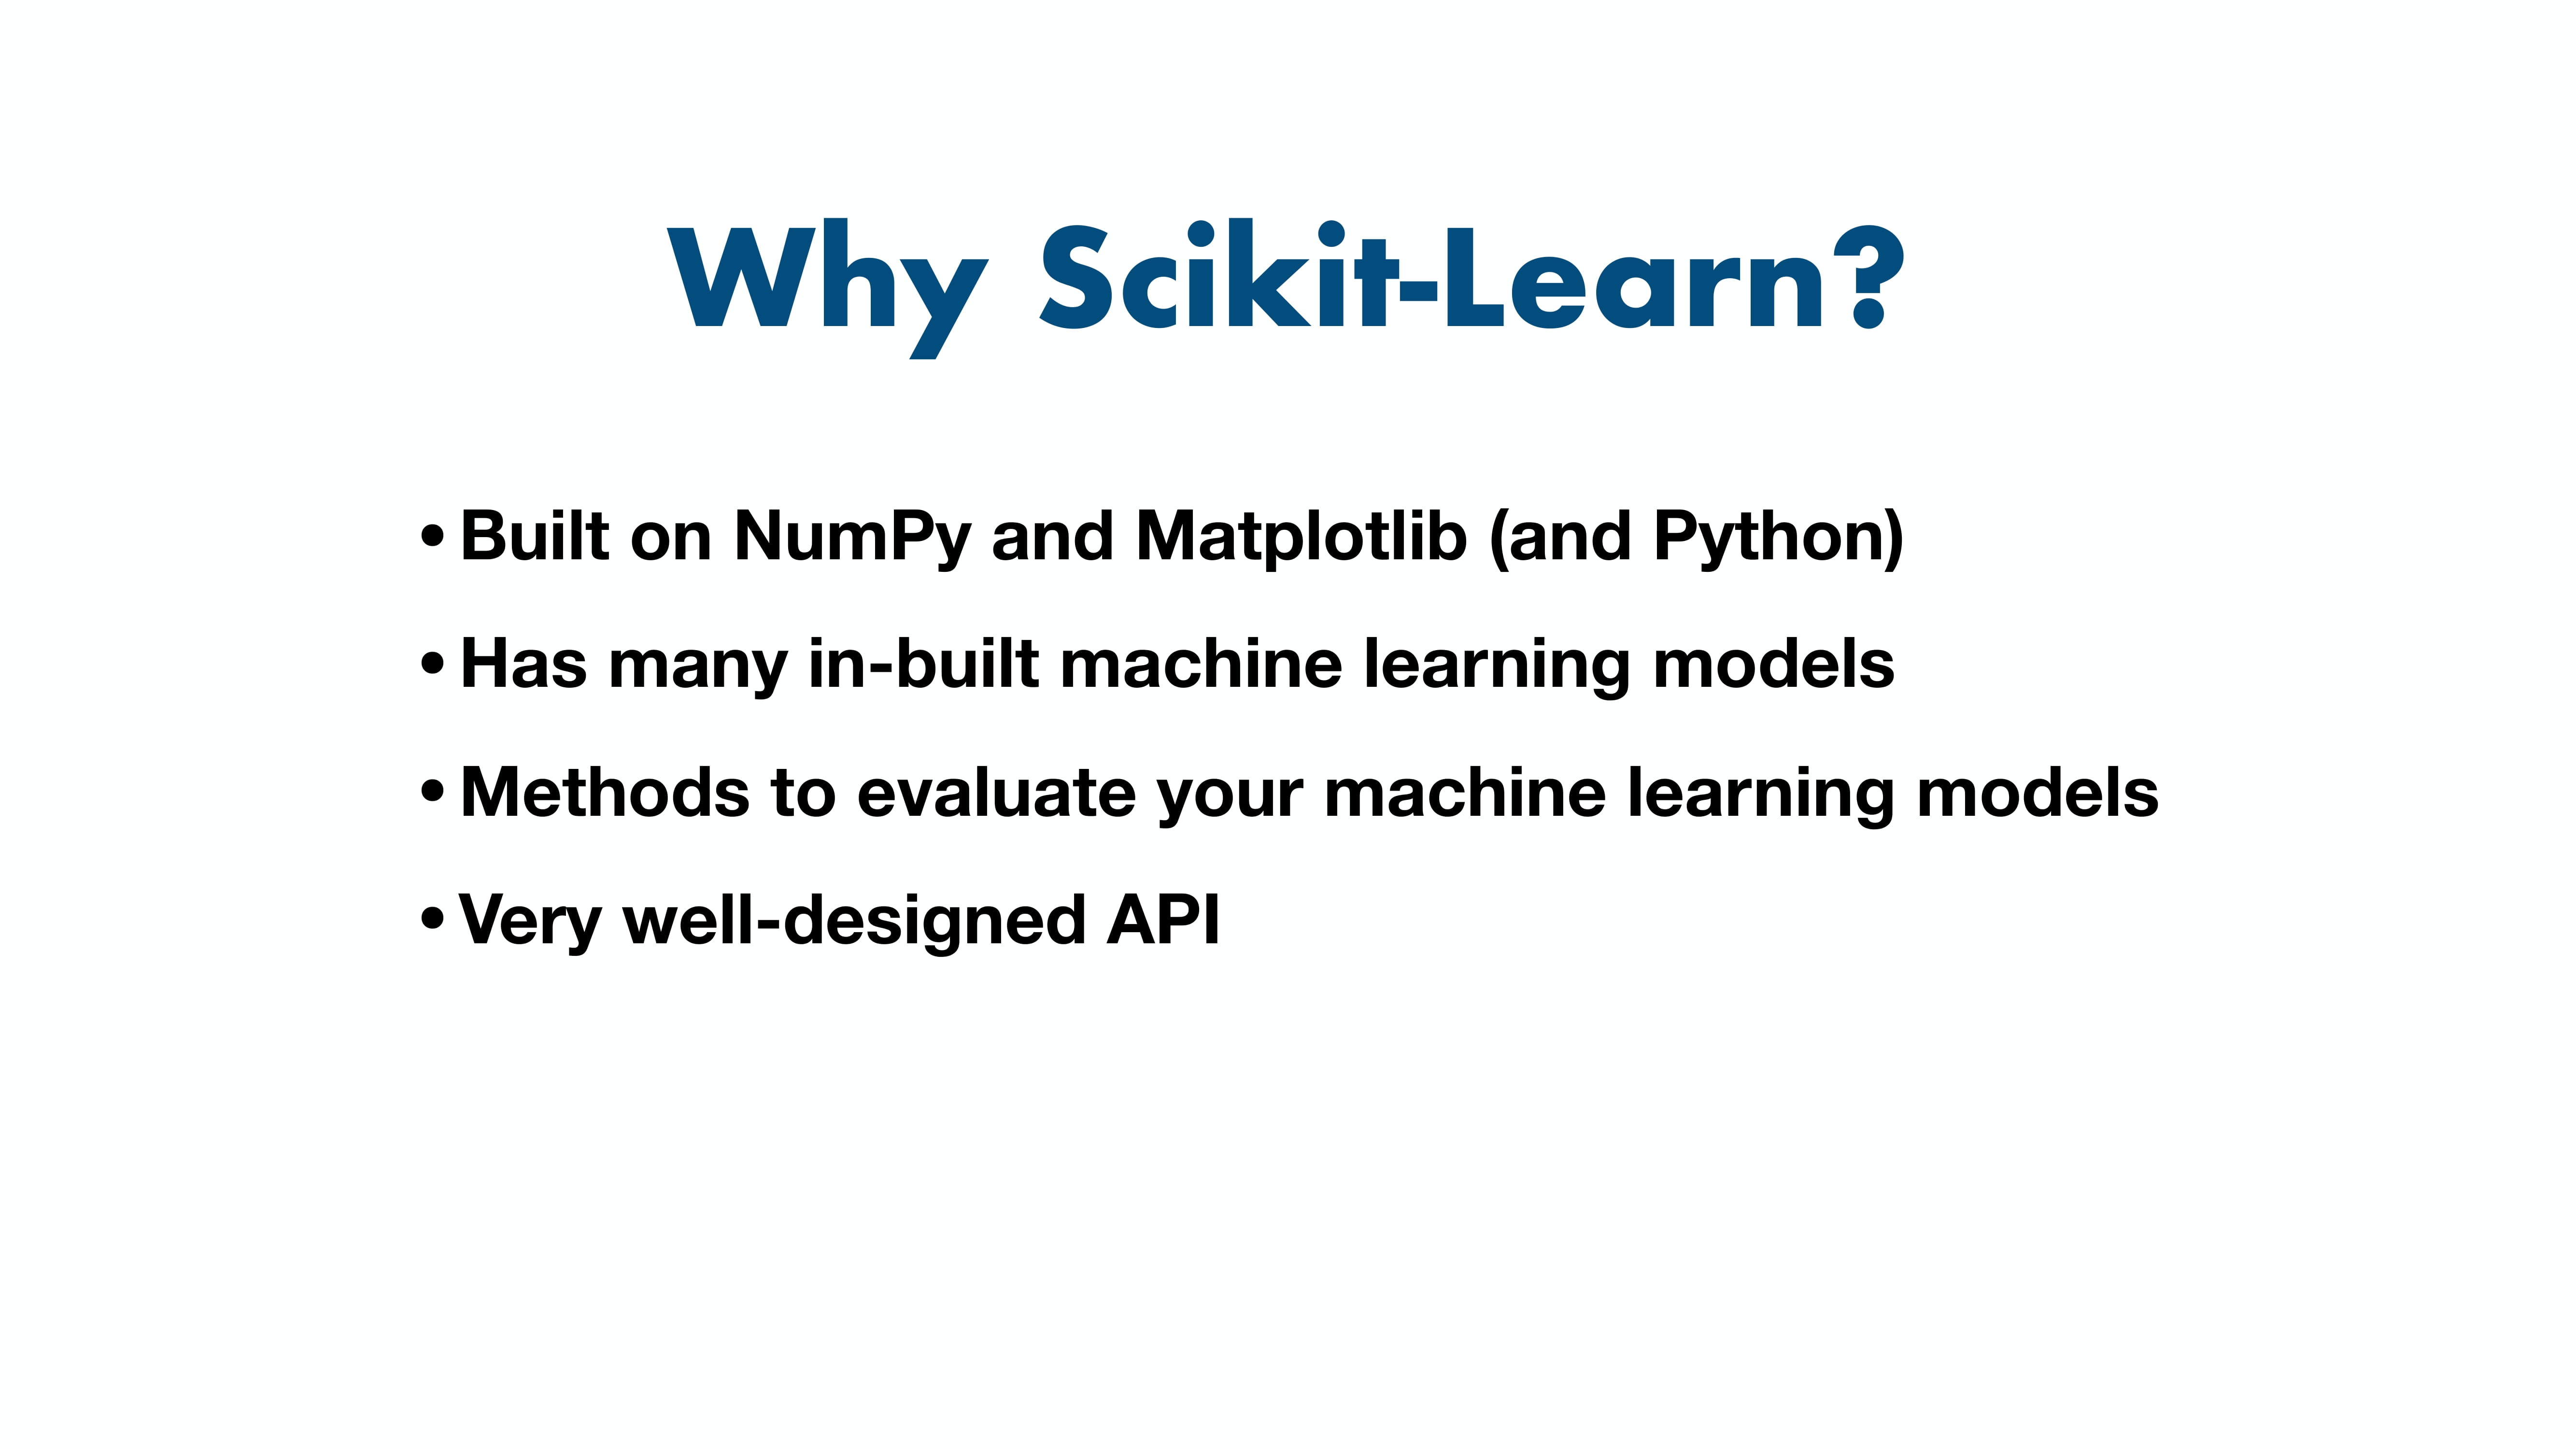 Why Scikit-Learn?
• Built on NumPy and Matplotlib (and Python)
• Has many in-built machine learning models
• Methods to evaluate your machine learning models
• Very well-designed API